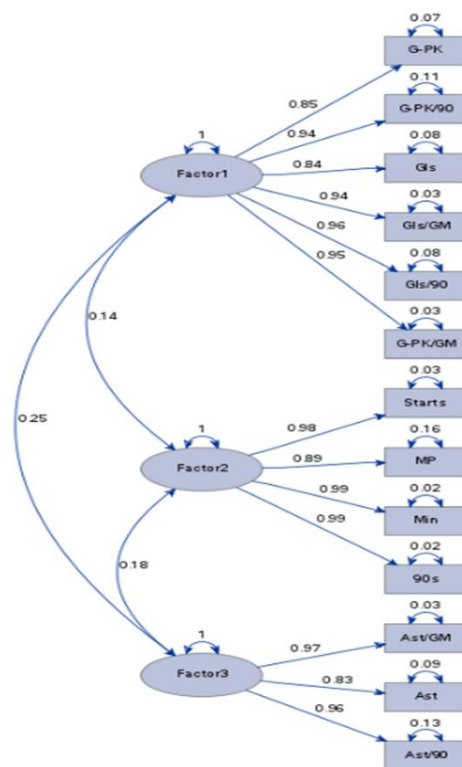 0.07
G-PK
0.11
0.85
G-PK/90
0.94
1
0.08
0.84
Factor1
Gls
0.94
0.03
0.96
Gls/GM
0.95
0.08
Gls/90
0.14
0.03
G-PK/GM
0.03
0.25
Starts
0.98
1
0.16
0.89
Factor2
MP
0.99
0.02
0.99
Min
0.02
0.18
90s
0.03
1
0.97
Ast/GM
0.83
0.09
Factor3
0.96
Ast
0.13
Ast/90